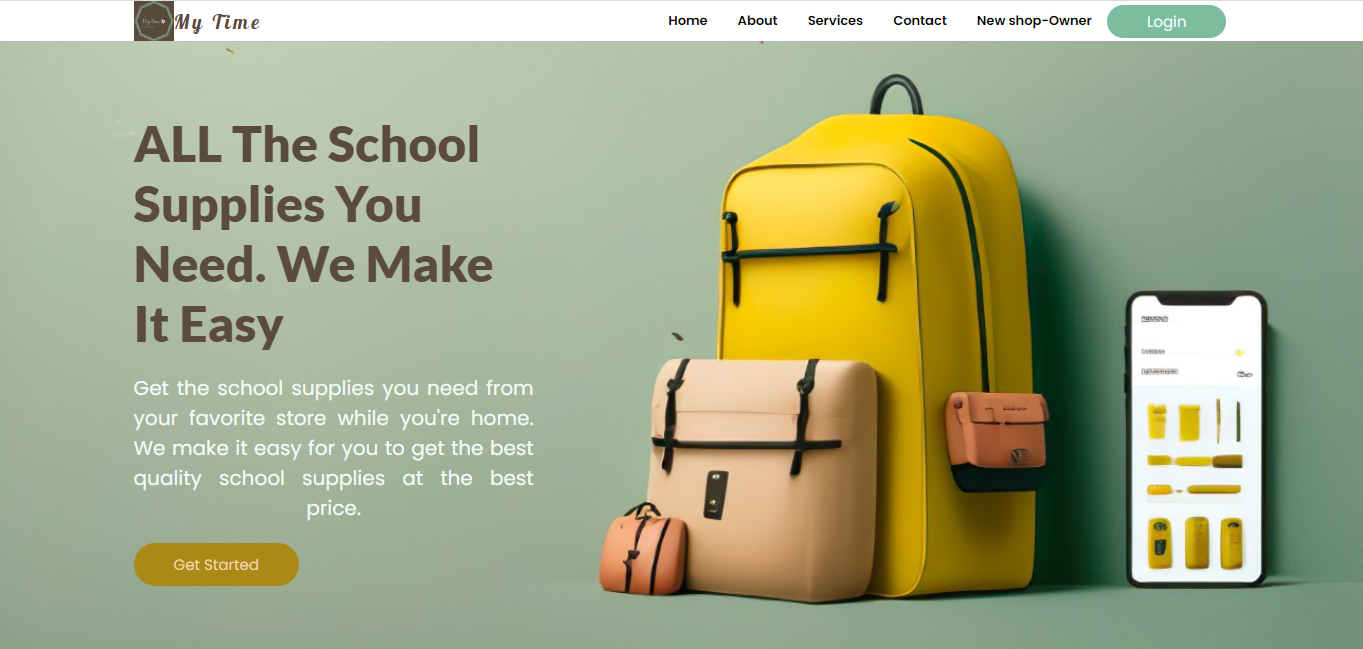 My Time
Home About Services Contact New shop-Owner Login
ALL The School
Supplies You
Need. We Make
It Easy
Get the school supplies you need from
your favorite store while you're home.
We make it easy for you to get the best
quality school supplies at the best
price.
Get Started